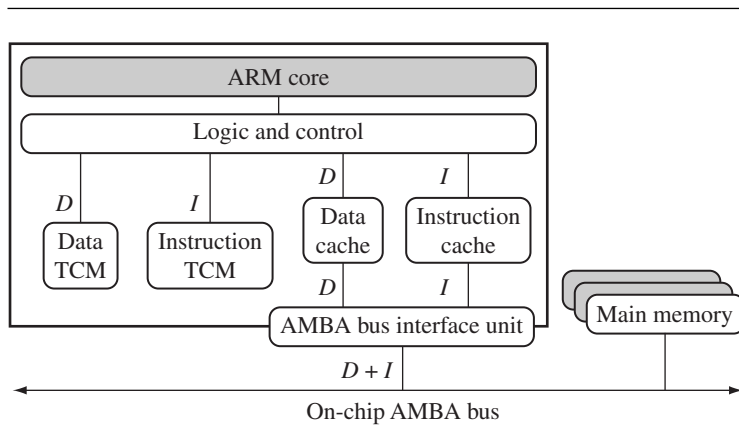 ARM core
Logic and control
D I D I
Data
TCM
Instruction
TCM
Data
cache
Instruction
cache
D I
AMBA bus interface unit
Main memory
D + I
On-chip AMBA bus